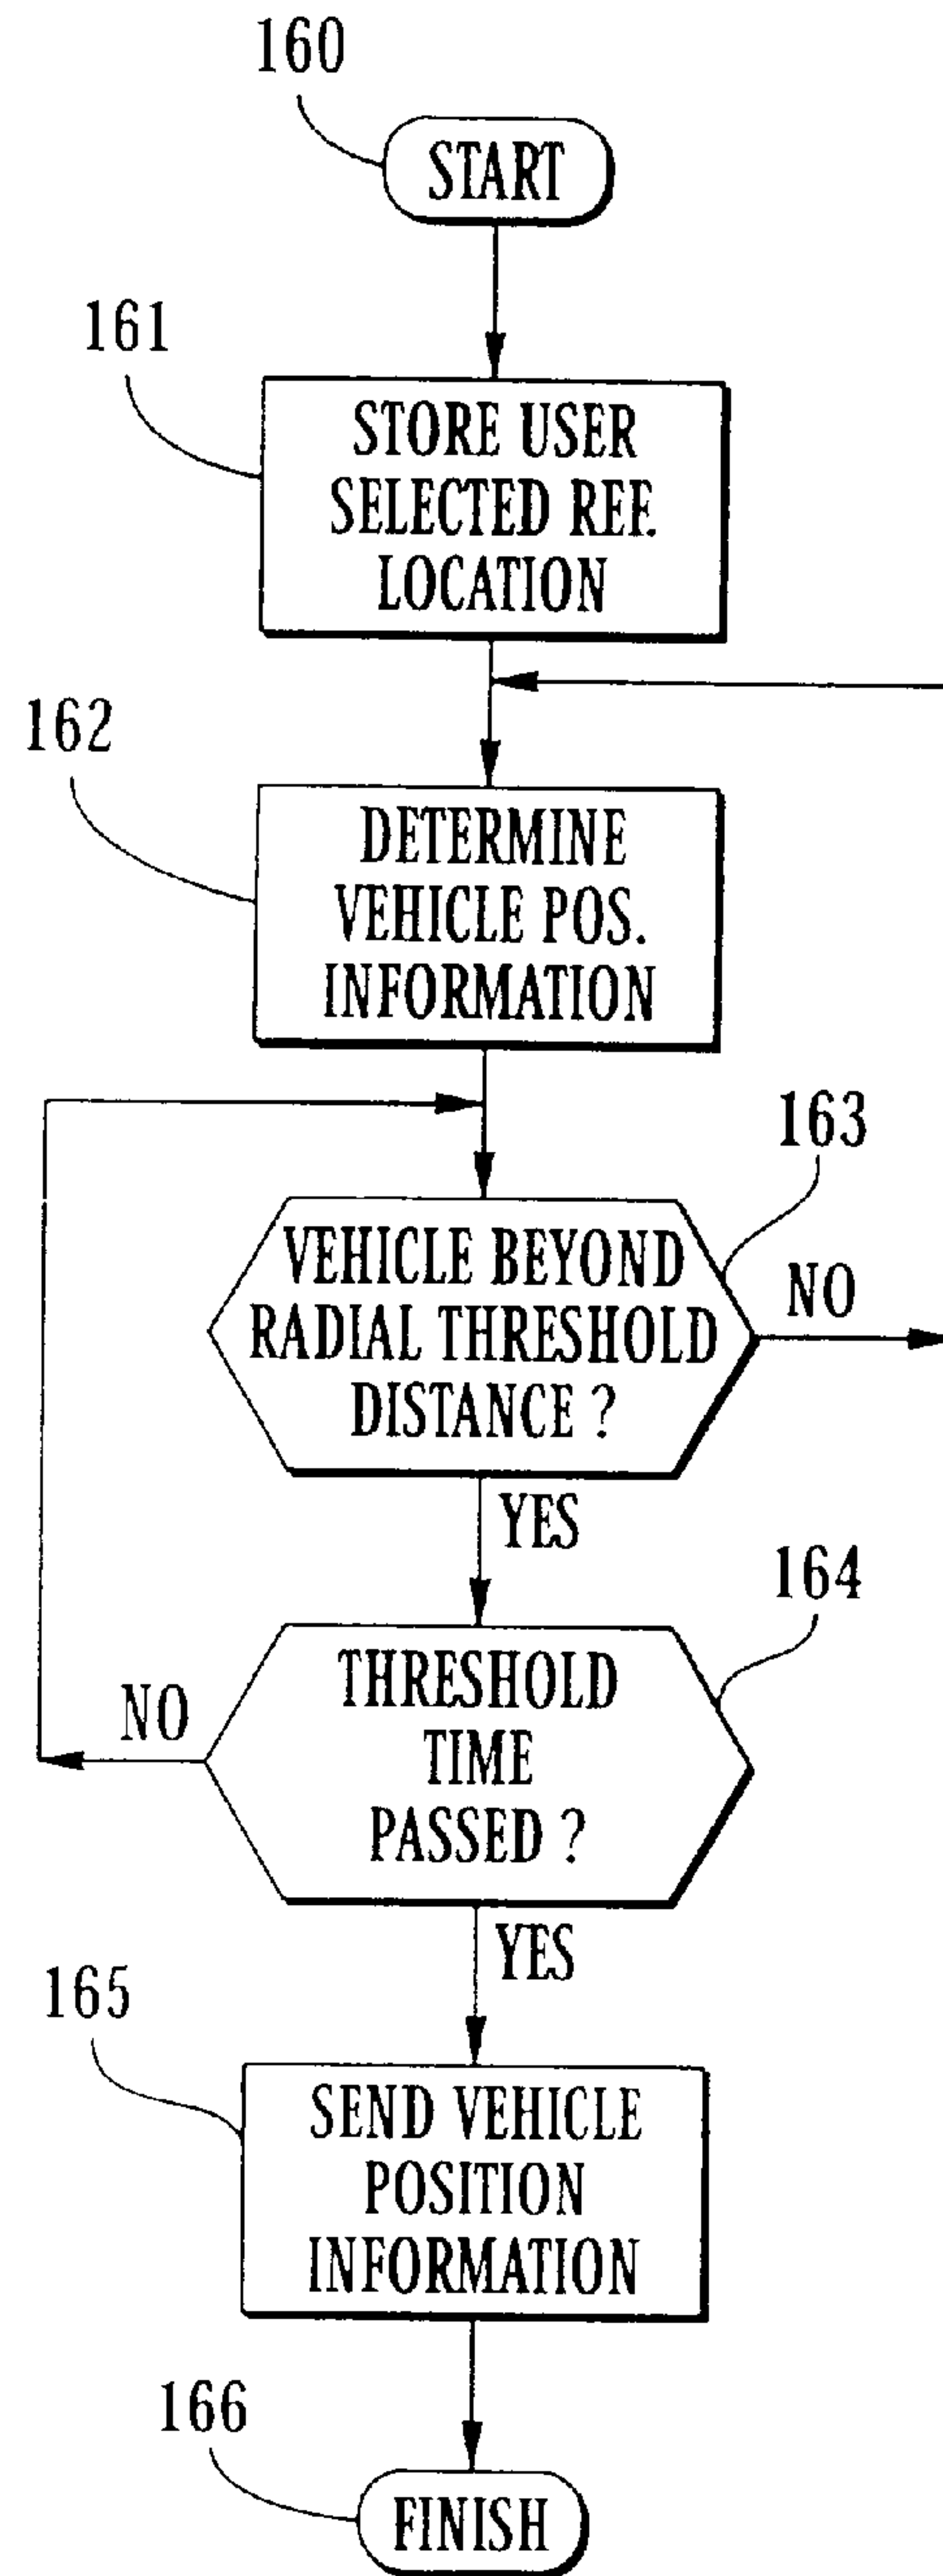 160
START
161
STORE USER
SELECTED REF.
LOCATION
162
DETERMINE
VEHICLE POS.
INFORMATION
163
VEHICLE BEYOND
RADIAL THRESHOLD
DISTANCE ?
NO
YES
164
THRESHOLD
TIME
PASSED ?
NO
YES
165
SEND VEHICLE
POSITION
INFORMATION
166
FINISH